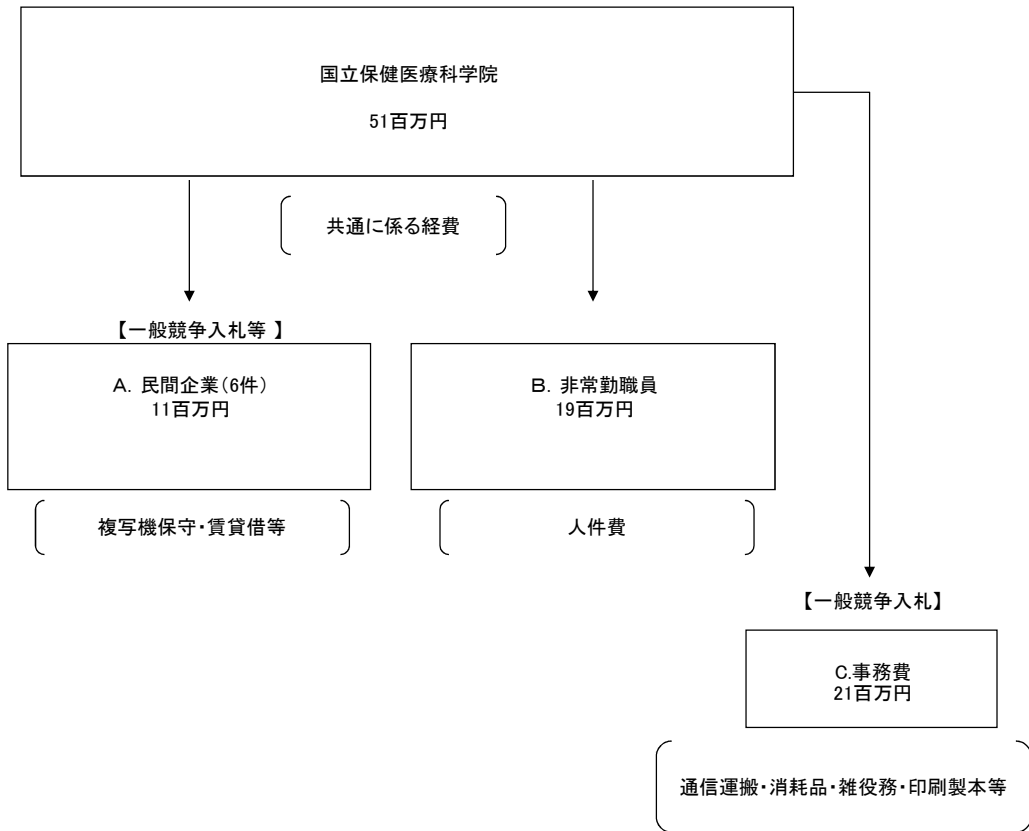 国立保健医療科学院
51百万円
共通に係る経費
【一般競争入札等 】
A. 民間企業(6件)
11百万円
複写機保守・賃貸借等
B. 非常勤職員
19百万円
人件費
【一般競争入札】
C.事務費
21百万円
通信運搬・消耗品・雑役務・印刷製本等